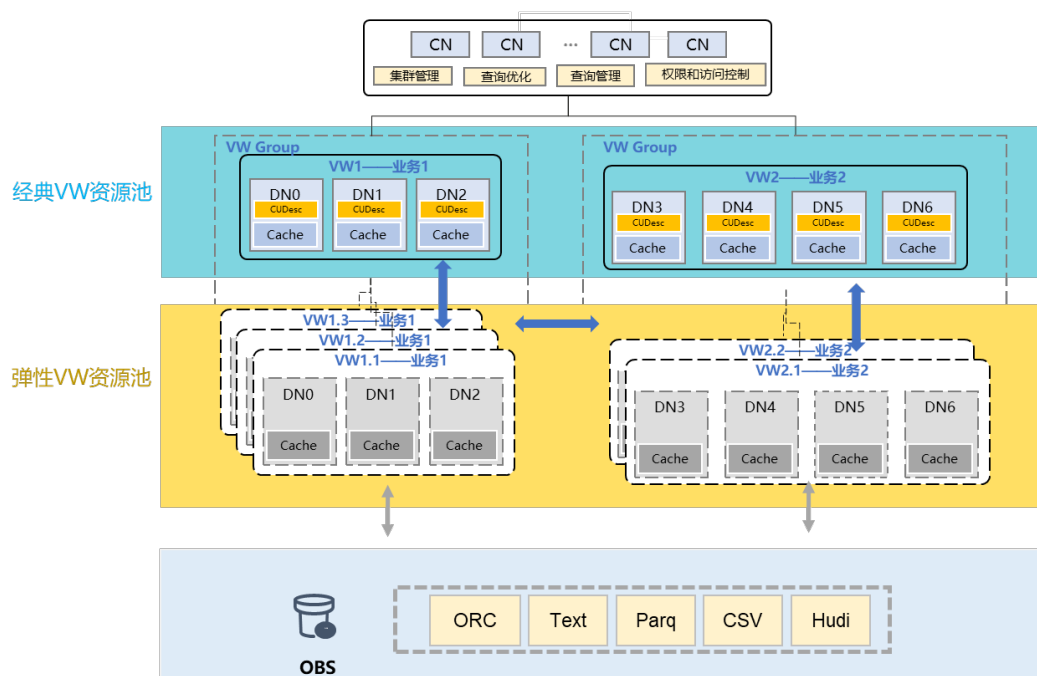 CN CN ... CN CN
集群管理 查询优化 查询管理 权限和访问控制
经典VW资源池
VW Group
VW1——业务1
DN0 DN1 DN2
CUDesc CUDesc CUDesc
Cache Cache Cache
VW Group
VW2——业务2
DN3 DN4 DN5 DN6
CUDesc CUDesc CUDesc CUDesc
Cache Cache Cache Cache
弹性VW资源池
VW1.3——业务1
VW1.2——业务1
VW1.1——业务1
DN0 DN1 DN2
Cache Cache Cache
VW2.2——业务2
VW2.1——业务2
DN3 DN4 DN5 DN6
Cache Cache Cache Cache
OBS
ORC Text Parq CSV Hudi